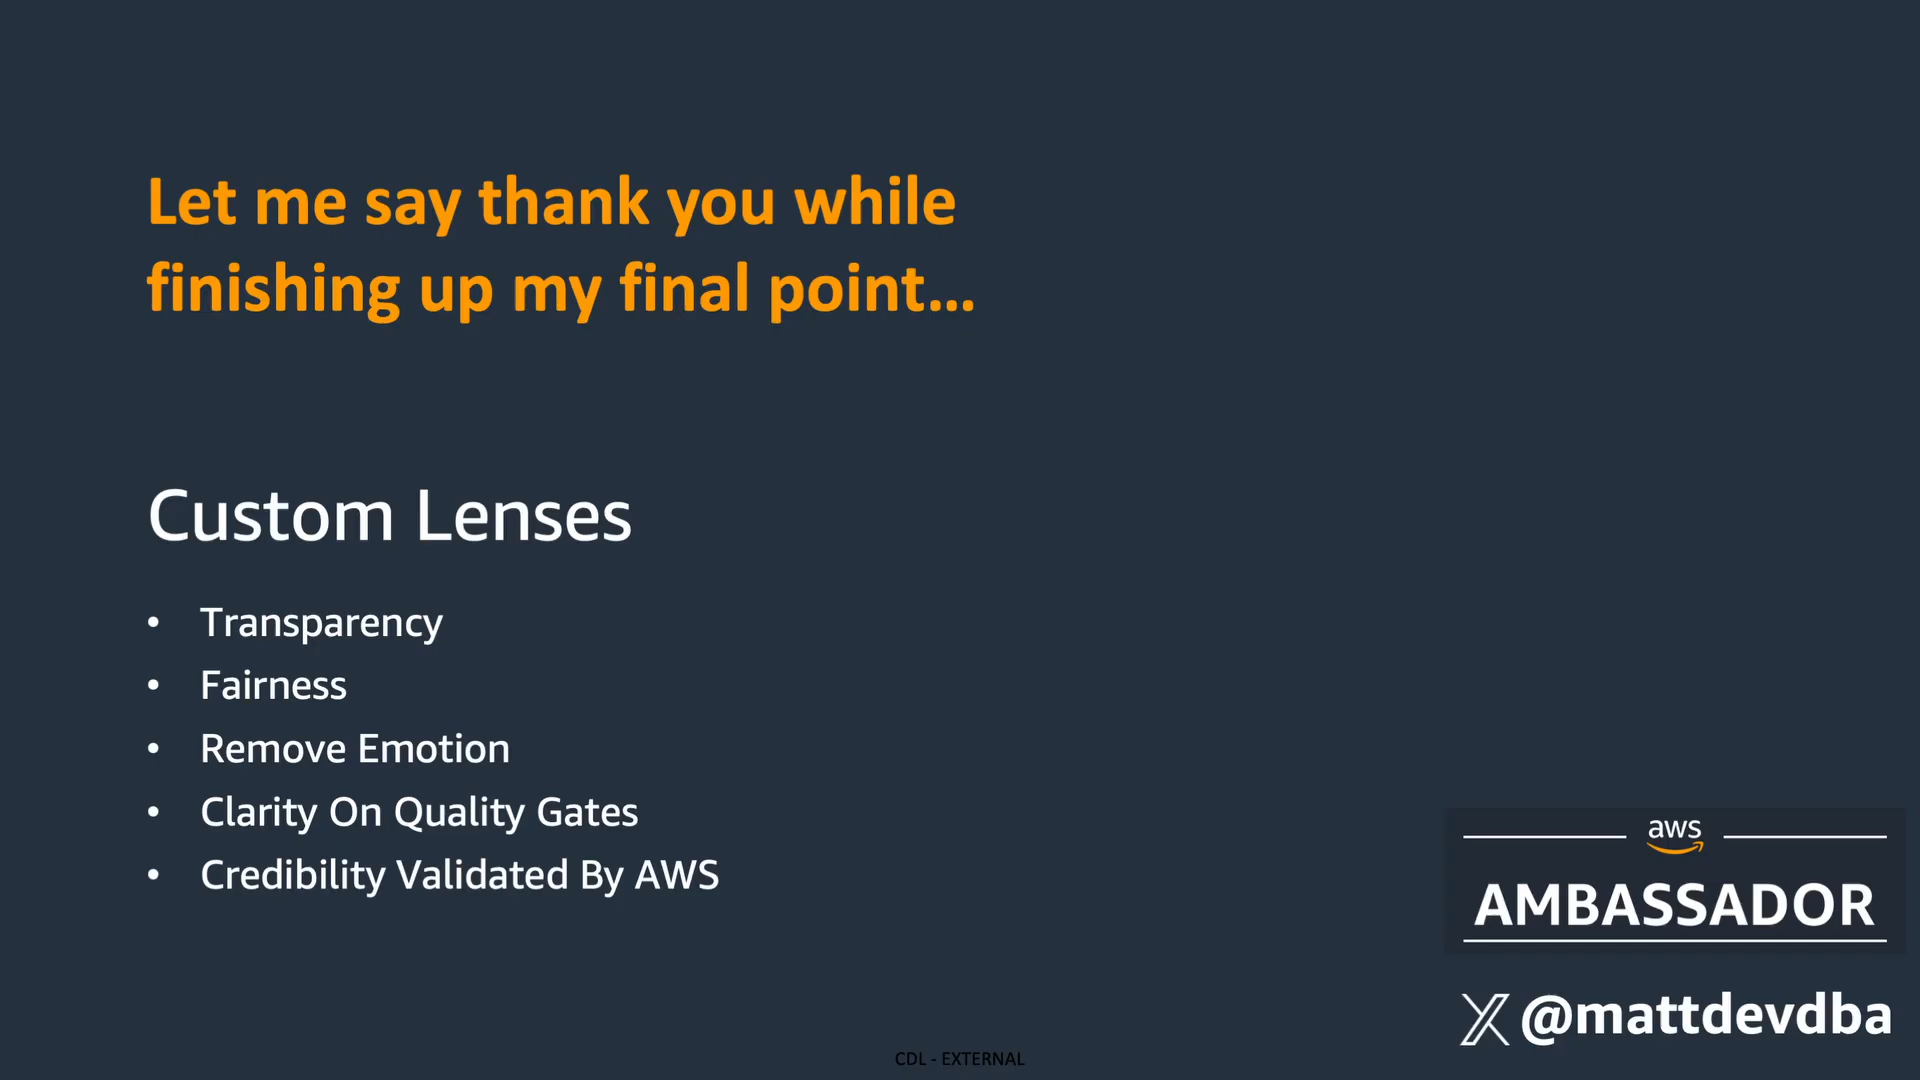 Let me say thank you while
finishing up my final point...
Custom Lenses
• Transparency
• Fairness
• Remove Emotion
• Clarity On Quality Gates
• Credibility Validated By AWS
aws
AMBASSADOR
X @mattdevdba
CDL - EXTERNAL